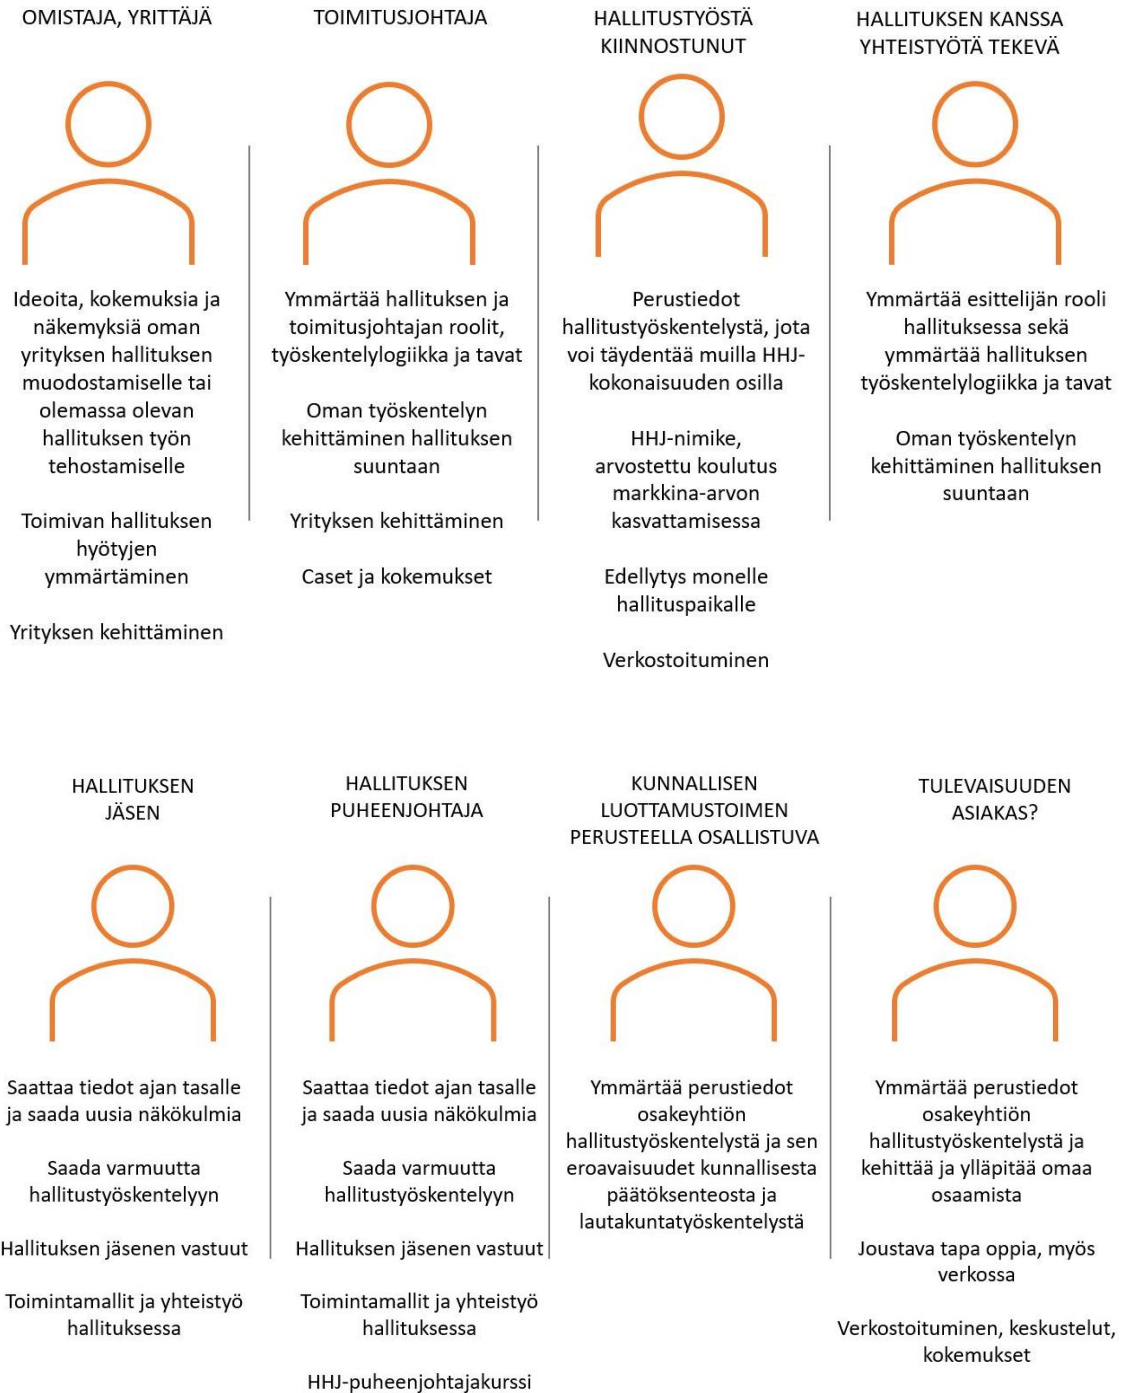 OMISTAJA, YRITTÄJÄ
Ideoita, kokemuksia ja
näkemyksiä oman
yrityksen hallituksen
muodostamiselle tai
olemassa olevan
hallituksen työn
tehostamiselle
Toimivan hallituksen
hyötyjen
ymmärtäminen
Yrityksen kehittäminen
TOIMITUSJOHTAJA
Ymmärtää hallituksen ja
toimitusjohtajan roolit,
työskentelylogiikka ja tavat
Oman työskentelyn
kehittäminen hallituksen
suuntaan
Yrityksen kehittäminen
Caset ja kokemukset
HALLITUSTYÖSTÄ
KIINNOSTUNUT
Perustiedot
hallitustyöskentelystä, jota
voi täydentää muilla HHJ-
kokonaisuuden osilla
HHJ-nimike,
arvostettu koulutus
markkina-arvon
kasvattamisessa
Edellytys monelle
hallituspaikalle
Verkostoituminen
HALLITUKSEN KANSSA
YHTEISTYÖTÄ TEKEVÄ
Ymmärtää esittelijän rooli
hallituksessa sekä
ymmärtää hallituksen
työskentelylogiikka ja tavat
Oman työskentelyn
kehittäminen hallituksen
suuntaan
HALLITUKSEN
JÄSEN
Saattaa tiedot ajan tasalle
ja saada uusia näkökulmia
Saada varmuutta
hallitustyöskentelyyn
Hallituksen jäsenen vastuut
Toimintamallit ja yhteistyö
hallituksessa
HALLITUKSEN
PUHEENJOHTAJA
Saattaa tiedot ajan tasalle
ja saada uusia näkökulmia
Saada varmuutta
hallitustyöskentelyyn
Hallituksen jäsenen vastuut
Toimintamallit ja yhteistyö
hallituksessa
HHJ-puheenjohtajakurssi
KUNNALLISEN
LUOTTAMUSTOIMEN
PERUSTEELLA OSALLISTUVA
Ymmärtää perustiedot
osakeyhtiön
hallitustyöskentelystä ja sen
eroavaisuudet kunnallisesta
päätöksenteosta ja
lautakuntatyöskentelystä
TULEVAISUUDEN
ASIAKAS?
Ymmärtää perustiedot
osakeyhtiön
hallitustyöskentelystä ja
kehittää ja ylläpitää omaa
osaamista
Joustava tapa oppia, myös
verkossa
Verkostoituminen, keskustelut,
kokemukset